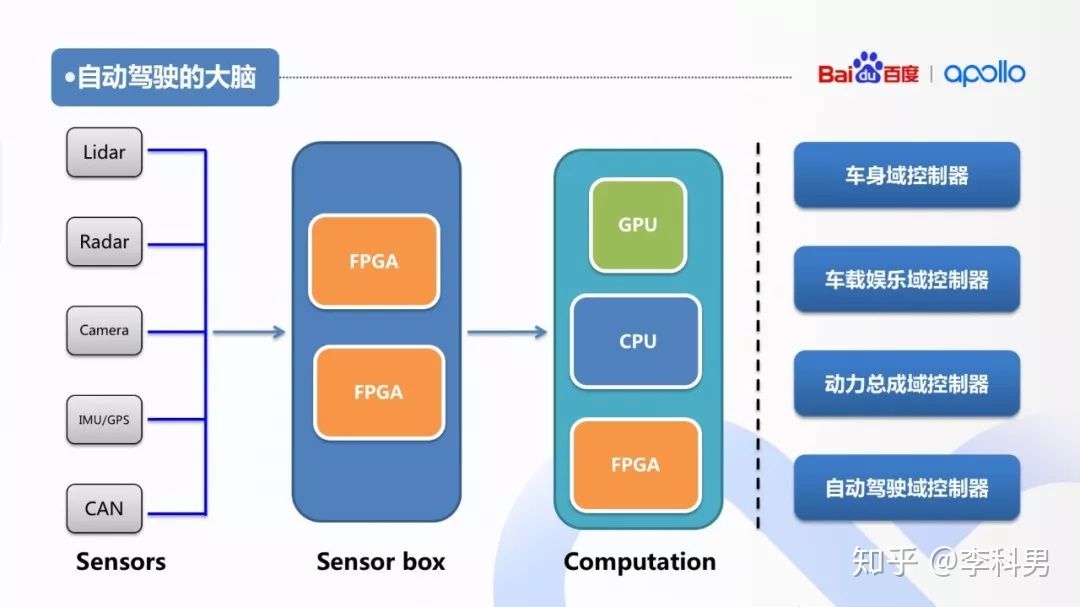 •自动驾驶的大脑
Baidu百度 | apollo
Lidar
Radar
Camera
IMU/GPS
CAN
Sensors
FPGA
FPGA
Sensor box
GPU
CPU
FPGA
Computation
车身域控制器
车载娱乐域控制器
动力总成域控制器
自动驾驶域控制器
知乎 @李科男